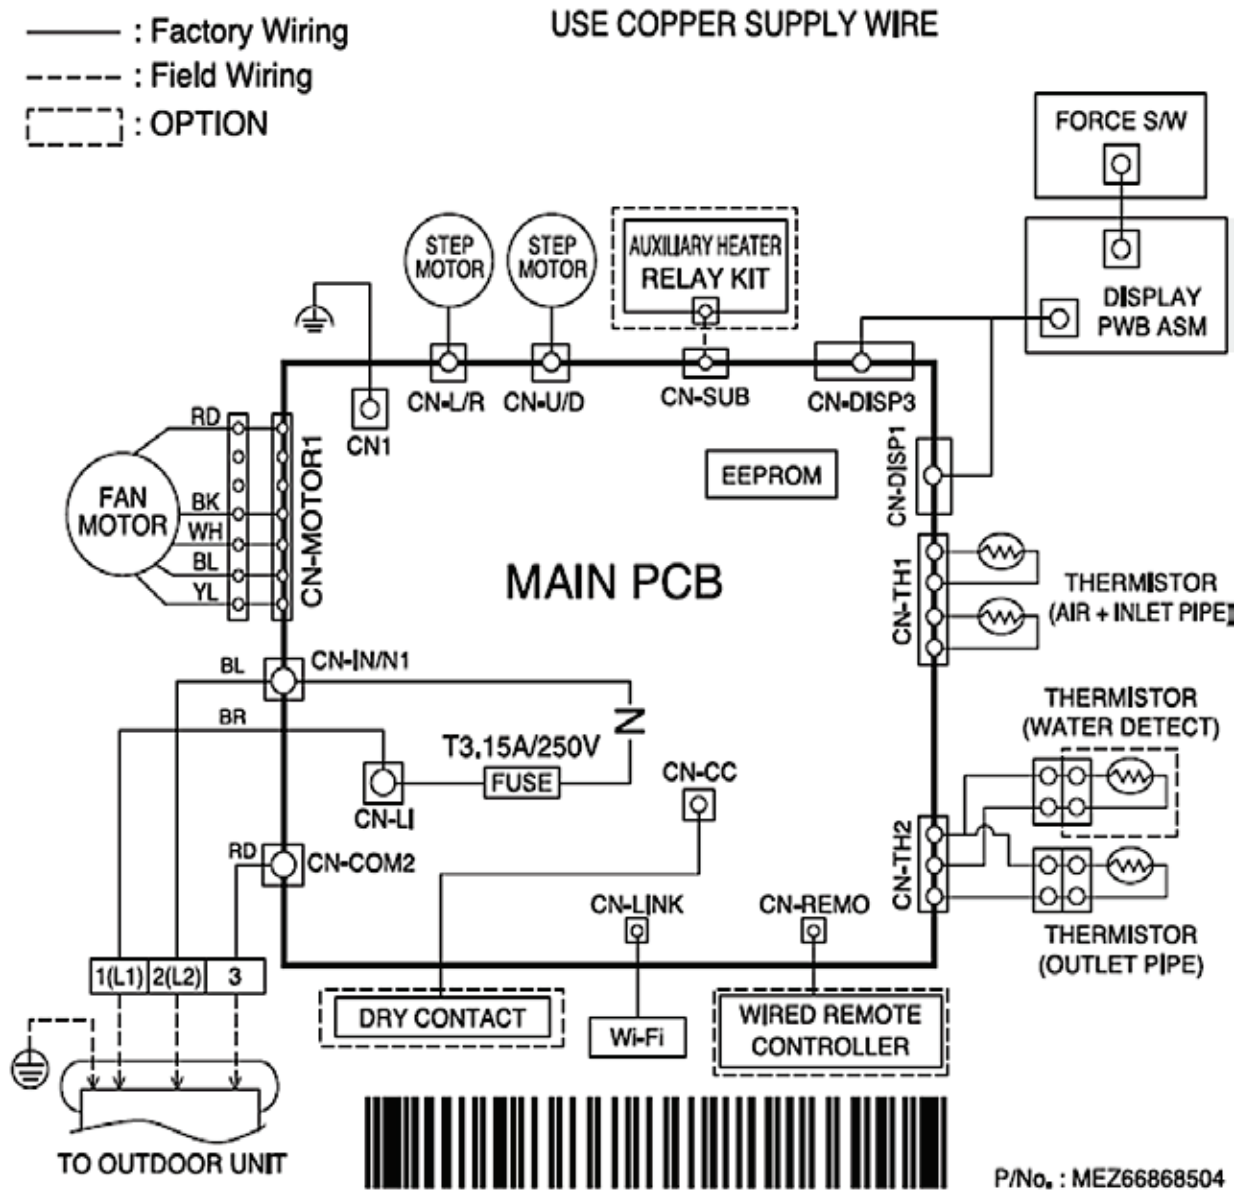 : Factory Wiring
: Field Wiring
: OPTION
USE COPPER SUPPLY WIRE
FORCE S/W
DISPLAY
PWB ASM
STEP
MOTOR
STEP
MOTOR
AUXILIARY HEATER
RELAY KIT
CN-L/R
CN-U/D
CN-SUB
CN-DISP3
CN1
RD
BK
WH
BL
YL
FAN
MOTOR
CN-MOTOR1
EEPROM
CN-DISP1
MAIN PCB
CN-TH1
THERMISTOR
(AIR + INLET PIPE)
BL
CN-IN/N1
BR
N
T3.15A/250V
FUSE
CN-LI
CN-CC
THERMISTOR
(WATER DETECT)
CN-TH2
RD
CN-COM2
CN-LINK
CN-REMO
THERMISTOR
(OUTLET PIPE)
1(L1)
2(L2)
3
DRY CONTACT
Wi-Fi
WIRED REMOTE
CONTROLLER
TO OUTDOOR UNIT
P/No. : MEZ66868504